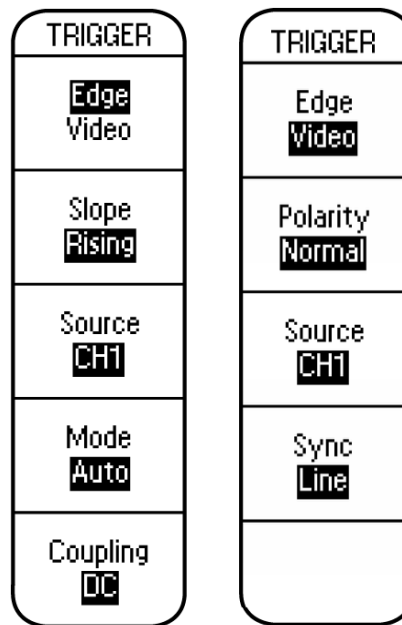 TRIGGER
Edge
Video
Slope
Rising
Source
CH1
Mode
Auto
Coupling
DC
TRIGGER
Edge
Video
Polarity
Normal
Source
CH1
Sync
Line